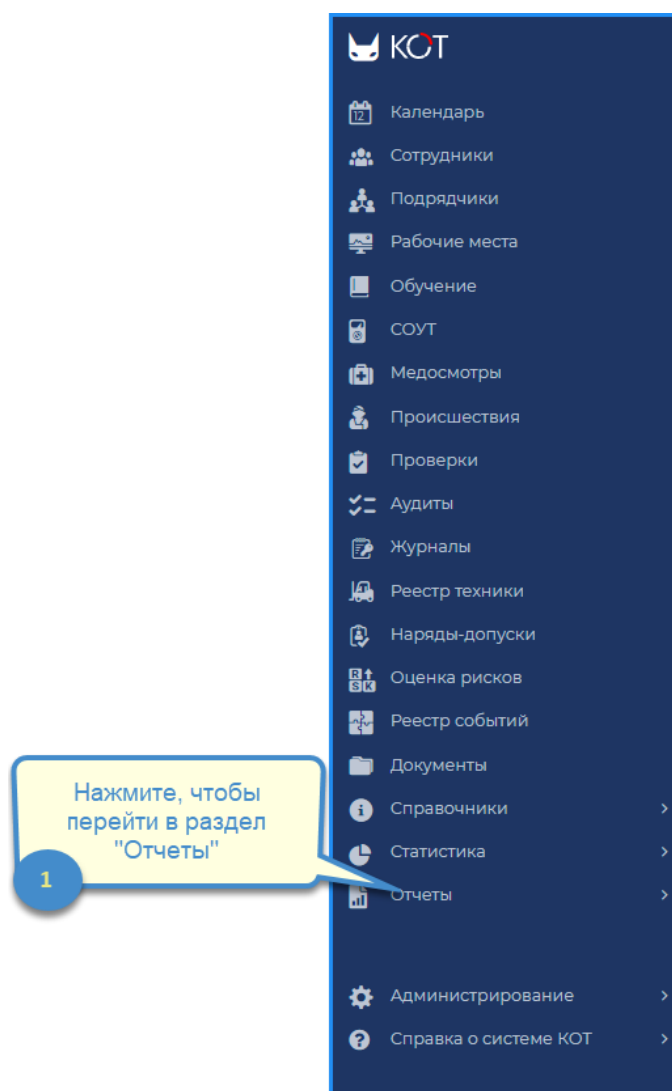 КОТ
12
Календарь
Сотрудники
Подрядчики
Рабочие места
Обучение
СОУТ
Медосмотры
Происшествия
Проверки
Аудиты
Журналы
Реестр техники
Наряды-допуски
R
S K
Оценка рисков
Реестр событий
Документы
Справочники
Статистика
Отчеты
Администрирование
Справка о системе КОТ
Нажмите, чтобы
перейти в раздел
"Отчеты"
1